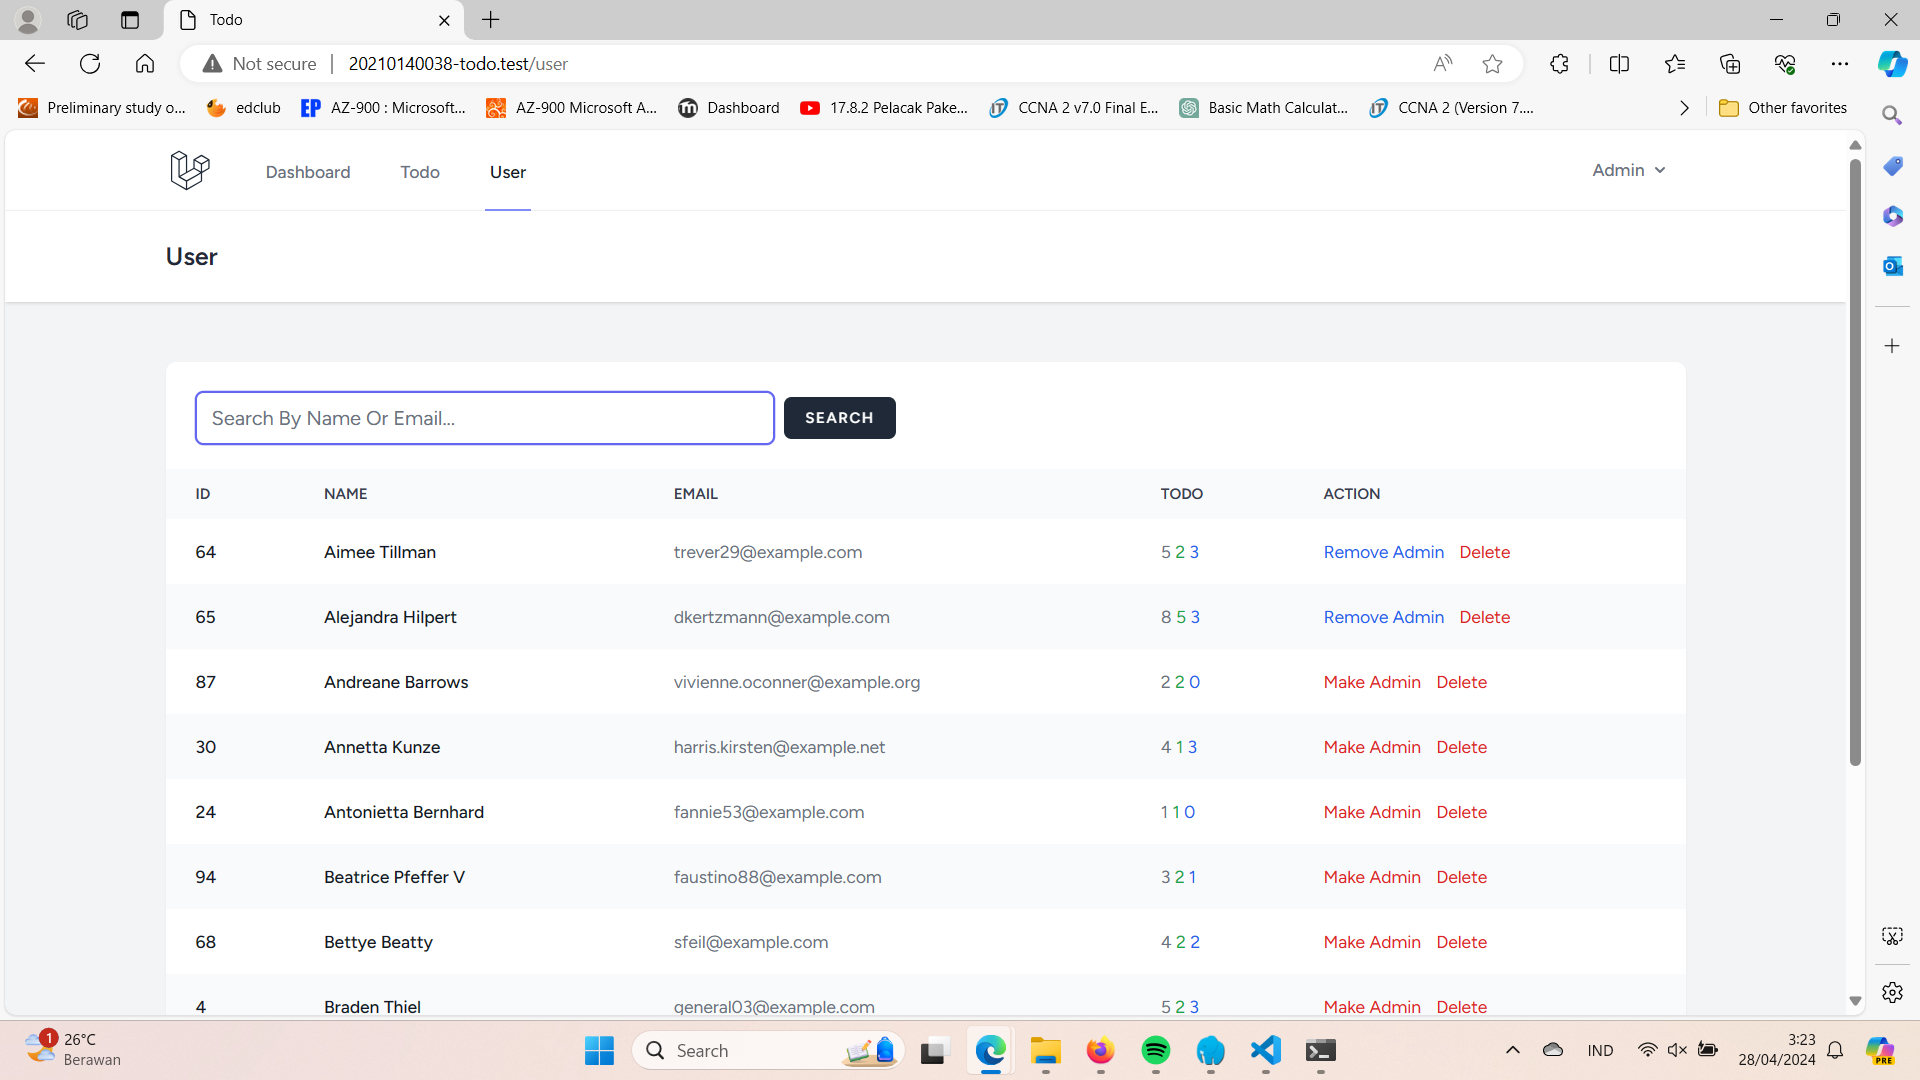 Todo
Not secure 20210140038-todo.test/user
Preliminary study o... edclub EP AZ-900 : Microsoft... AZ-900 Microsoft A... Dashboard 17.8.2 Pelacak Pake... CCNA 2 v7.0 Final E... Basic Math Calculat... CCNA 2 (Version 7.... Other favorites
Dashboard Todo User Admin
User
Search By Name Or Email... SEARCH
ID NAME EMAIL TODO ACTION
64 Aimee Tillman trever29@example.com 5 2 3 Remove Admin Delete
65 Alejandra Hilpert dkertzmann@example.com 8 5 3 Remove Admin Delete
87 Andreane Barrows vivienne.oconner@example.org 2 2 0 Make Admin Delete
30 Annetta Kunze harris.kirsten@example.net 4 1 3 Make Admin Delete
24 Antonietta Bernhard fannie53@example.com 1 1 0 Make Admin Delete
94 Beatrice Pfeffer V faustino88@example.com 3 2 1 Make Admin Delete
68 Bettye Beatty sfeil@example.com 4 2 2 Make Admin Delete
4 Braden Thiel general03@example.com 5 2 3 Make Admin Delete
1 26°C
Berawan
Search
IND
3:23
28/04/2024
PRE